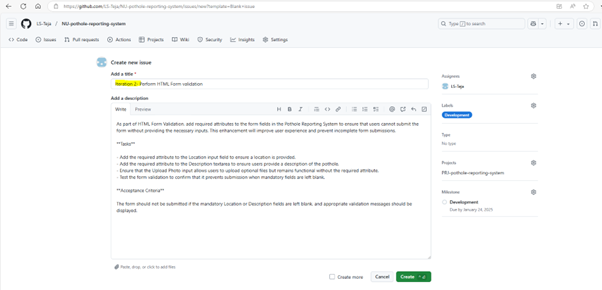 https://github.com/LS-Teja/NU-pothole-reporting-system/issues/new?template=Blank+issue
LS-Teja / NU-pothole-reporting-system
Type / to search
Code Issues Pull requests Actions Projects Wiki Security Insights Settings
Create new issue
Add a title *
Iteration 2: Perform HTML Form validation
Add a description
Write Preview
As part of HTML Form Validation, add required attributes to the form fields in the Pothole Reporting System to ensure that users cannot submit the
form without providing the necessary inputs. The enhancement will improve user experience and prevent incomplete form submissions.
**Tasks**
- Add the required attribute to the Location input field to ensure a location is provided.
- Add the required attribute to the Description textarea to ensure users provide a description of the pothole.
- Ensure that the Upload Photo input allows users to upload optional files but remains functional without the required attribute.
- Test the form validation to confirm that it prevents submission when mandatory fields are left blank.
**Acceptance Criteria**
The form should not be submitted if the mandatory Location or Description fields are left blank, and appropriate validation messages should be
displayed.
Paste, drop, or click to add files
Create more Cancel Create
Assignees
LS-Teja
Labels
Development
Type
No type
Projects
-pothole-reporting-system
Milestone
Development
Due by January 24, 2025